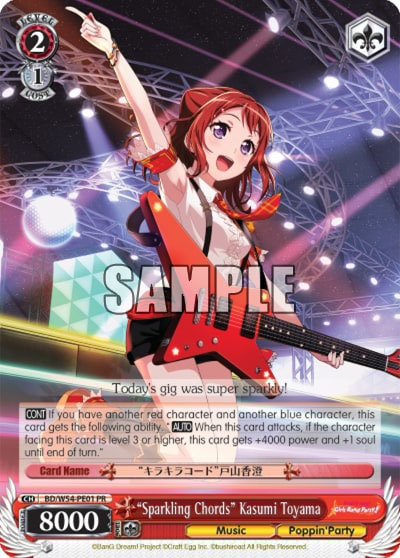 LEVEL
2
1
COST
SAMPLE
Today's gig was super sparkly!
CONT If you have another red character and another blue character, this
card gets the following ability. "AUTO When this card attacks, if the character
facing this card is level 3 or higher, this card gets +4000 power and +1 soul
until end of turn."
Card Name
“キラキラコード”戸山香澄
CH BD/W54-PE01 PR
8000
“Sparkling Chords” Kasumi Toyama
Girls Band Party!
Music
Poppin'Party
©BanG Dream! Project ©Craft Egg Inc. ©bushiroad All Rights Reserved.